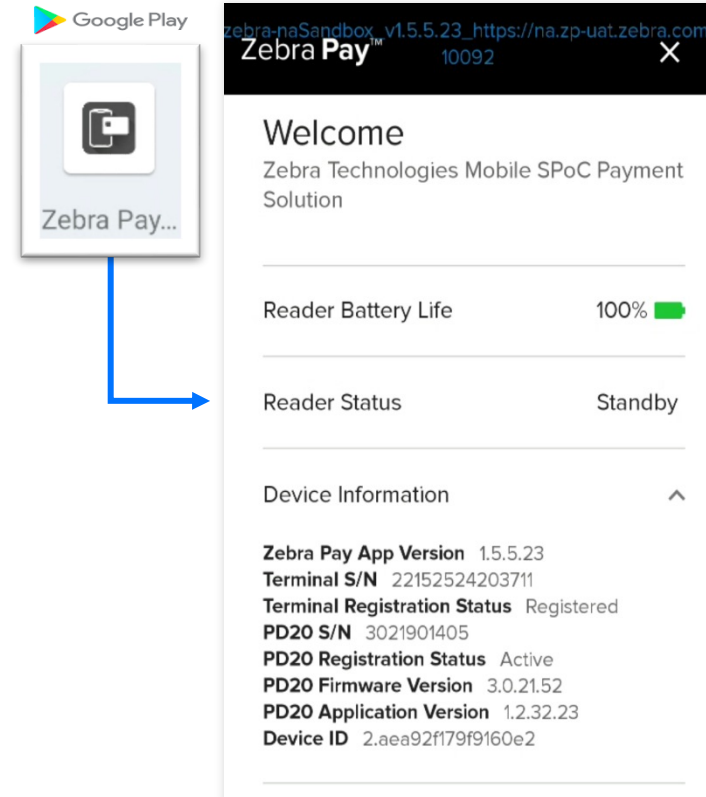 Google Play
Zebra Pay...
zebra-naSandbox_v1.5.5.23_https://na.zp-uat.zebra.com
10092
Zebra Pay™
Welcome
Zebra Technologies Mobile SPoC Payment
Solution
Reader Battery Life 100%
Reader Status Standby
Device Information
Zebra Pay App Version 1.5.5.23
Terminal S/N 22152524203711
Terminal Registration Status Registered
PD20 S/N 3021901405
PD20 Registration Status Active
PD20 Firmware Version 3.0.21.52
PD20 Application Version 1.2.32.23
Device ID 2.aea92f179f9160e2